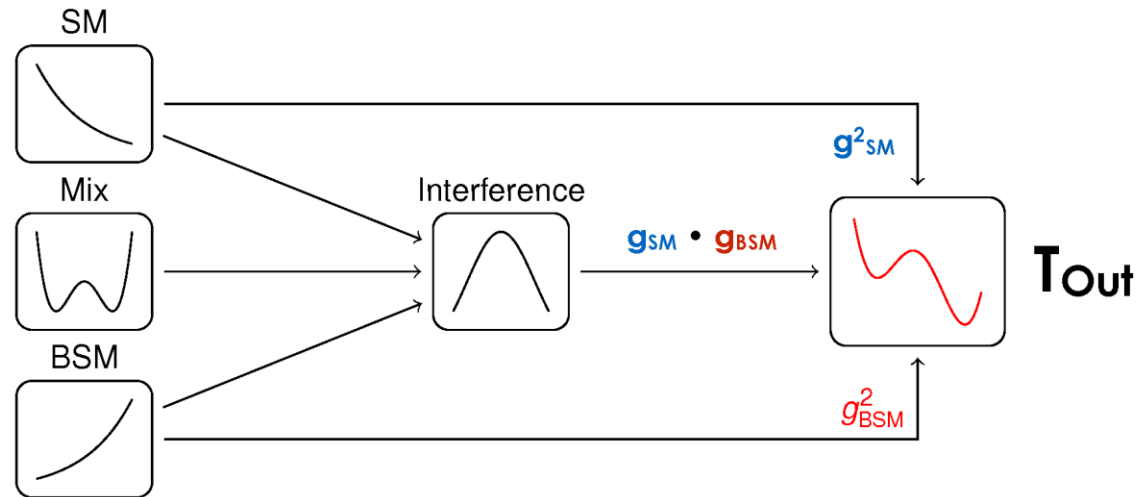 SM
g²SM
Mix
Interference
gSM • gBSM
TOut
BSM
g²BSM